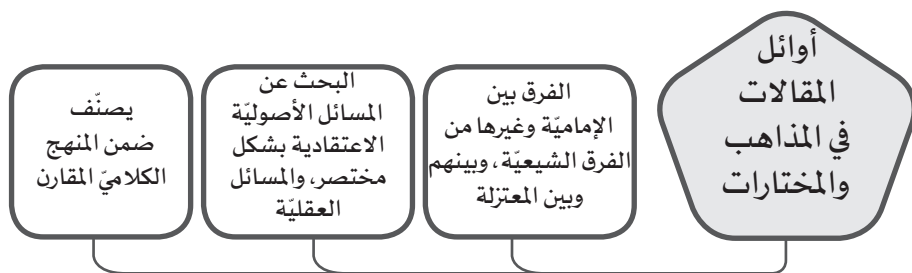 أوائل
المقالات
في المذاهب
والمختارات
الفرق بين
الإماميّة وغيرها من
الفرق الشيعيّة، وبينهم
وبين المعتزلة
البحث عن
المسائل الأصوليّة
الاعتقادية بشكل
مختصر، والمسائل
العقليّة
يصنّف
ضمن المنهج
الكلاميّ المقارن